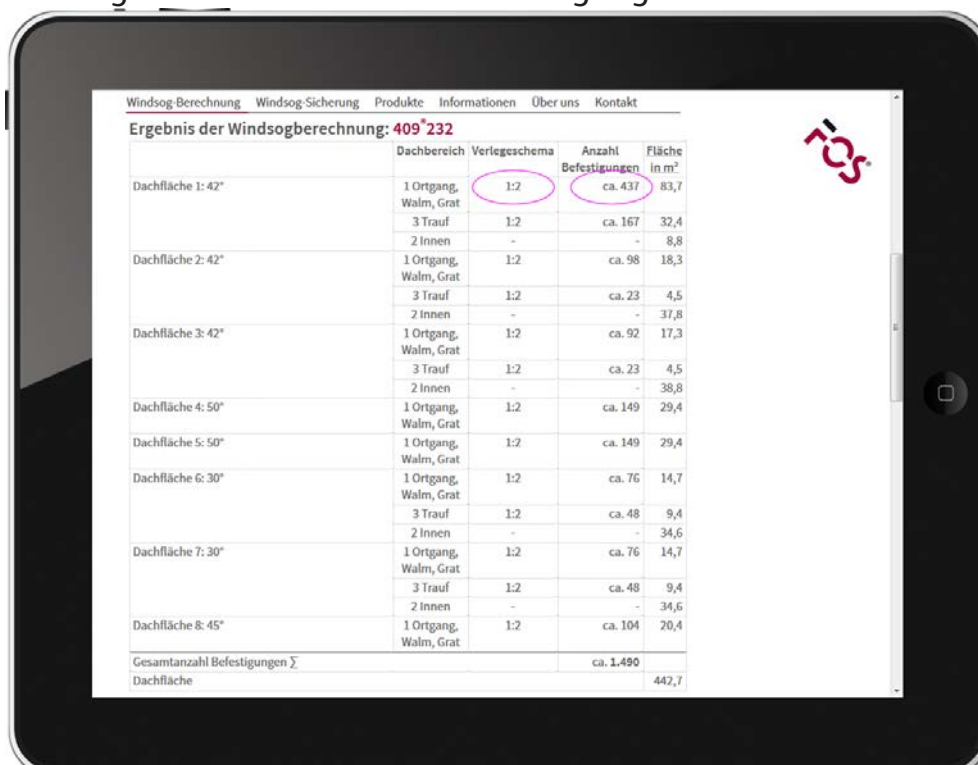 Windsog-Berechnung Windsog-Sicherung Produkte Informationen Über uns Kontakt
Ergebnis der Windsogberechnung: 409*232
Dachbereich Verlegeschema Anzahl Befestigungen Fläche in m²
Dachfläche 1: 42° 1 Ortgang, Walm, Grat 1:2 ca. 437 83,7
3 Trauf 1:2 ca. 167 32,4
2 Innen - - 8,8
Dachfläche 2: 42° 1 Ortgang, Walm, Grat 1:2 ca. 98 18,3
3 Trauf 1:2 ca. 23 4,5
2 Innen - - 37,8
Dachfläche 3: 42° 1 Ortgang, Walm, Grat 1:2 ca. 92 17,3
3 Trauf 1:2 ca. 23 4,5
2 Innen - - 38,8
Dachfläche 4: 50° 1 Ortgang, Walm, Grat 1:2 ca. 149 29,4
Dachfläche 5: 50° 1 Ortgang, Walm, Grat 1:2 ca. 149 29,4
Dachfläche 6: 30° 1 Ortgang, Walm, Grat 1:2 ca. 76 14,7
3 Trauf 1:2 ca. 48 9,4
2 Innen - - 34,6
Dachfläche 7: 30° 1 Ortgang, Walm, Grat 1:2 ca. 76 14,7
3 Trauf 1:2 ca. 48 9,4
2 Innen - - 34,6
Dachfläche 8: 45° 1 Ortgang, Walm, Grat 1:2 ca. 104 20,4
Gesamtanzahl Befestigungen ∑ ca. 1.490
Dachfläche 442,7
FOS